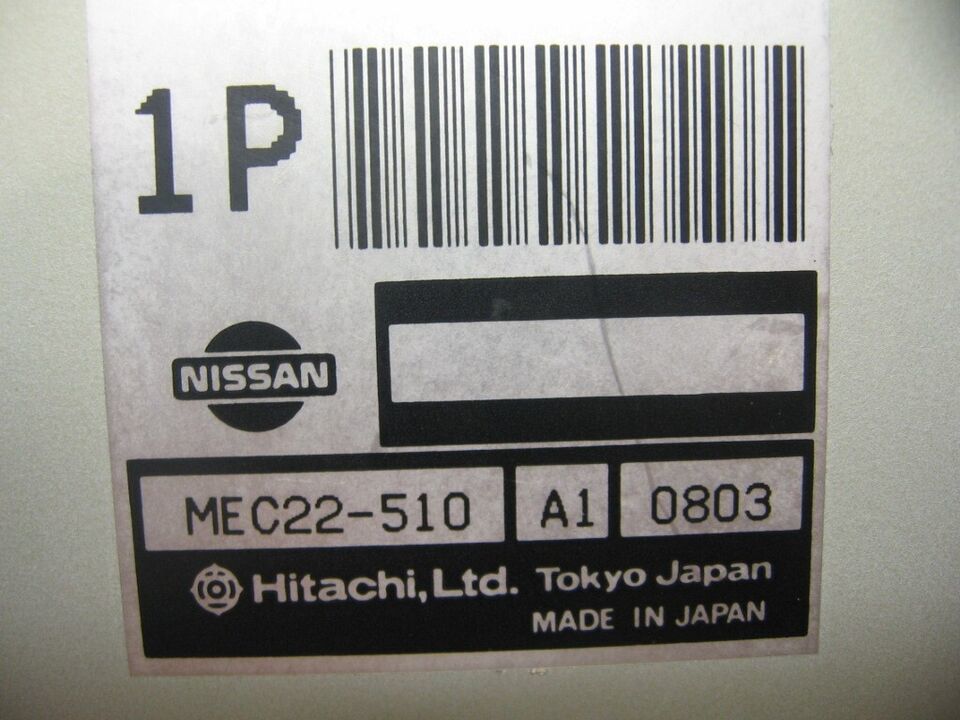 1P
NISSAN
MEC22-510 A1 0803
Hitachi, Ltd. Tokyo Japan
MADE IN JAPAN